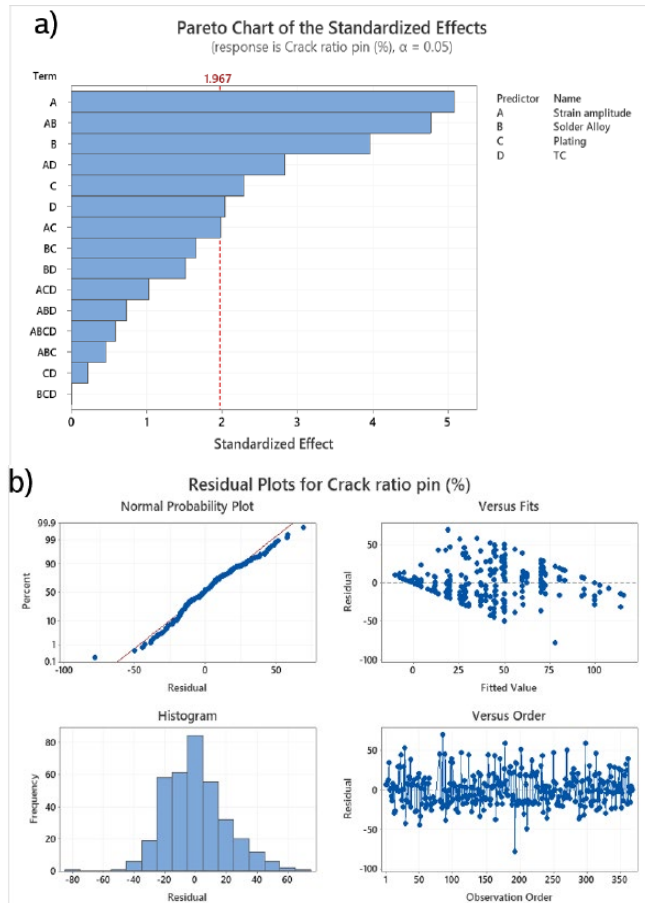 a)
Pareto Chart of the Standardized Effects
(response is Crack ratio pin (%), α = 0.05)
Term
1.967
A
AB
B
AD
C
D
AC
BC
BD
ACD
ABD
ABCD
ABC
CD
BCD
0 1 2 3 4 5
Standardized Effect
Predictor Name
A Strain amplitude
B Solder Alloy
C Plating
D TC
b)
Residual Plots for Crack ratio pin (%)
Normal Probability Plot
Percent
99.9
99
90
50
10
1
0.1
-100 -50 0 50
Residual
Versus Fits
Residual
50
0
-50
-100
0 25 50 75 100
Fitted Value
Histogram
Frequency
80
60
40
20
0
-80 -60 -40 -20 0 20 40 60
Residual
Versus Order
Residual
50
0
-50
-100
1 50 100 150 200 250 300 350
Observation Order